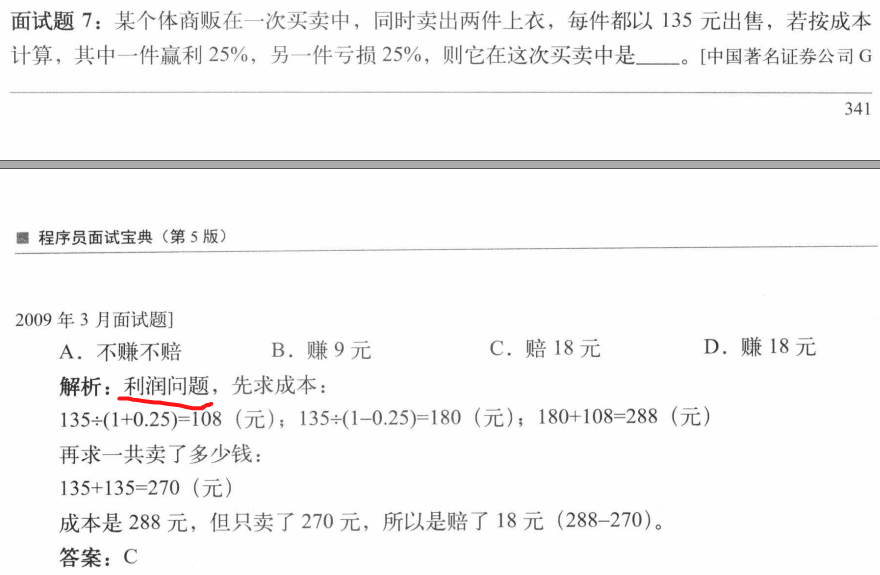 面试题 7：某个体商贩在一次买卖中，同时卖出两件上衣，每件都以 135 元出售，若按成本
计算，其中一件赢利 25%，另一件亏损 25%，则它在这次买卖中是____。[中国著名证券公司 G
341
程序员面试宝典（第 5 版）
2009 年 3 月面试题]
A．不赚不赔 B．赚 9 元 C．赔 18 元 D．赚 18 元
解析：利润问题，先求成本：
135÷(1+0.25)=108（元）；135÷(1–0.25)=180（元）；180+108=288（元）
再求一共卖了多少钱：
135+135=270（元）
成本是 288 元，但只卖了 270 元，所以是赔了 18 元（288–270）。
答案：C